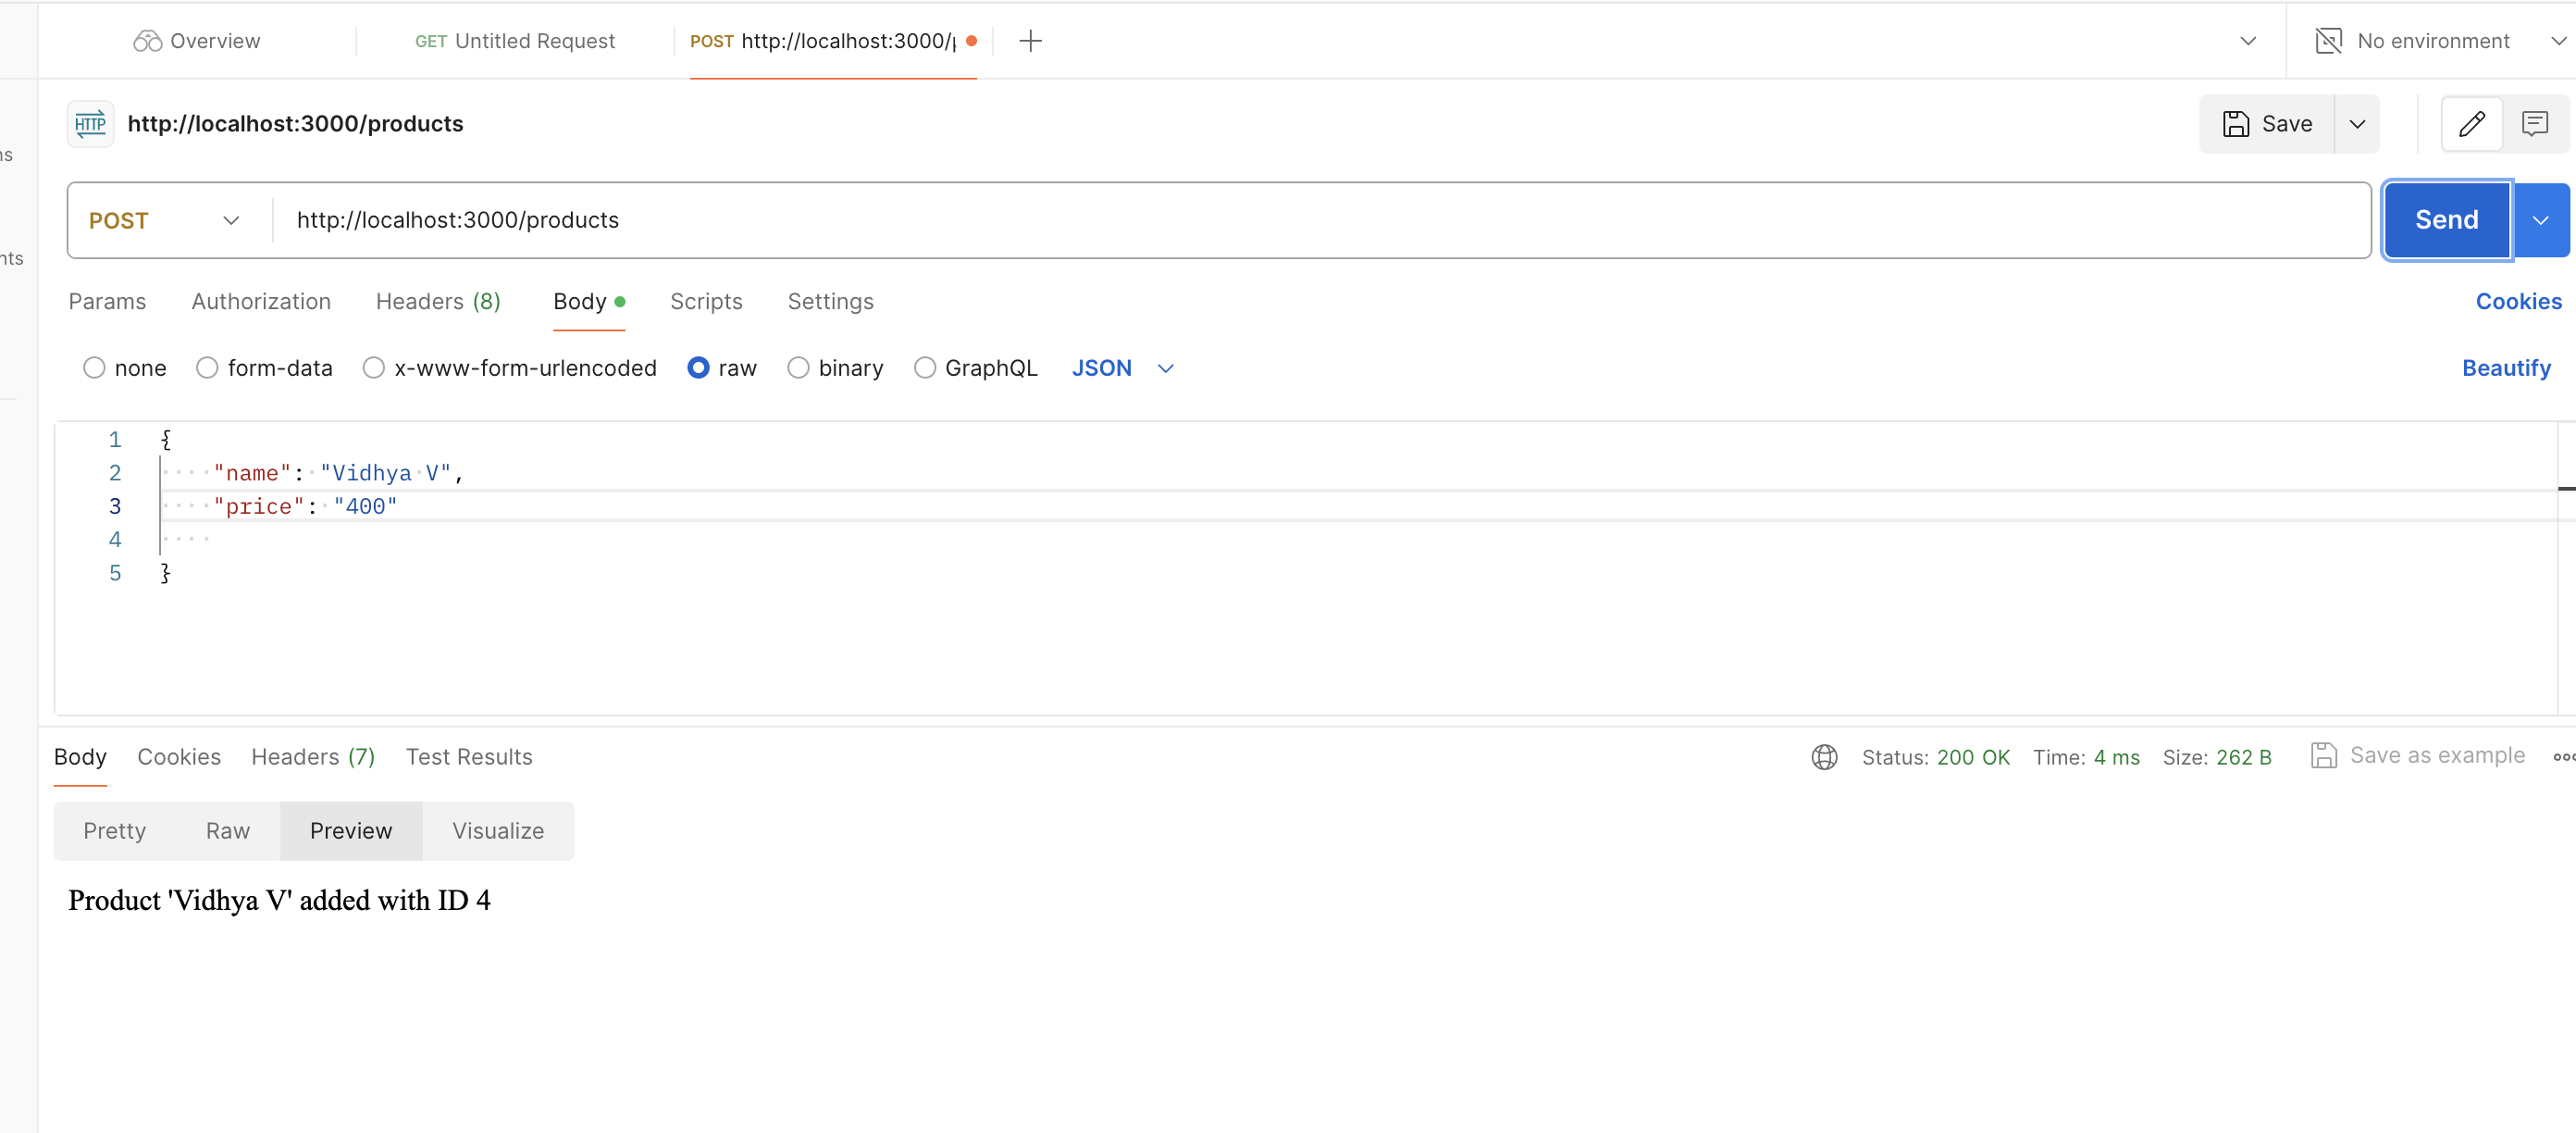 Overview
GET Untitled Request
POST http://localhost:3000/
No environment
HTTP http://localhost:3000/products
Save
POST http://localhost:3000/products
Send
Params Authorization Headers (8) Body Scripts Settings
Cookies
none form-data x-www-form-urlencoded raw binary GraphQL JSON
Beautify
1 {
2 "name": "Vidhya V",
3 "price": "400"
4
5 }
Body Cookies Headers (7) Test Results
Status: 200 OK Time: 4 ms Size: 262 B Save as example
Pretty Raw Preview Visualize
Product 'Vidhya V' added with ID 4